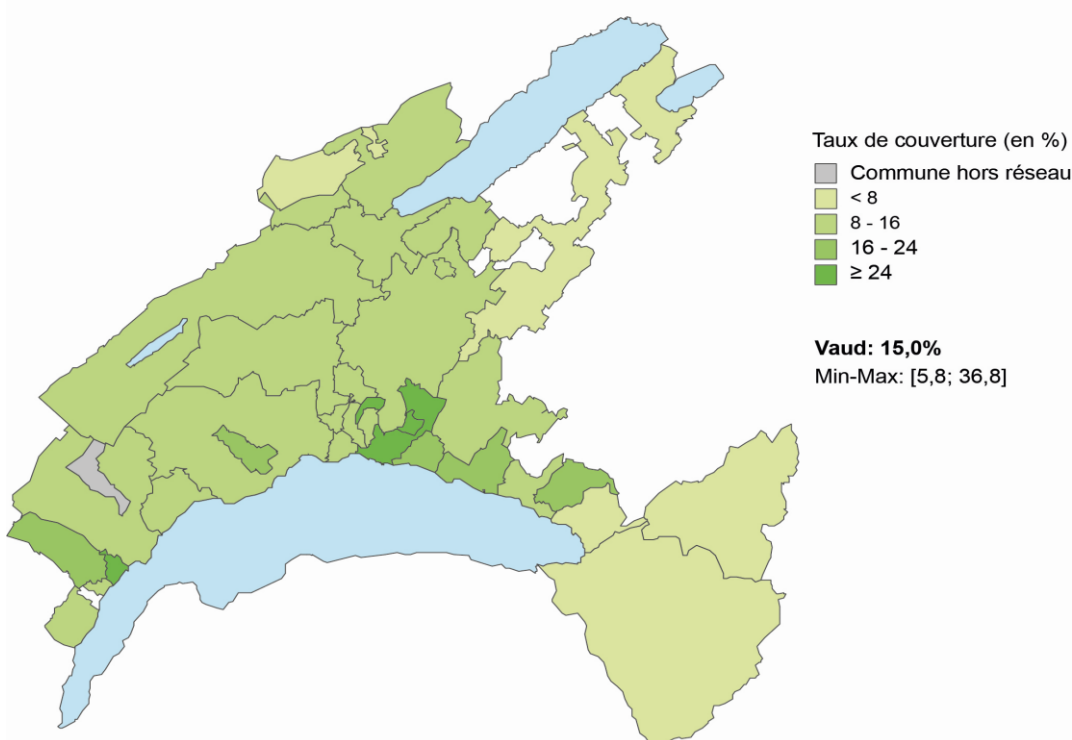 Taux de couverture (en %)
Commune hors réseau
< 8
8 - 16
16 - 24
≥ 24
Vaud: 15,0%
Min-Max: [5,8; 36,8]